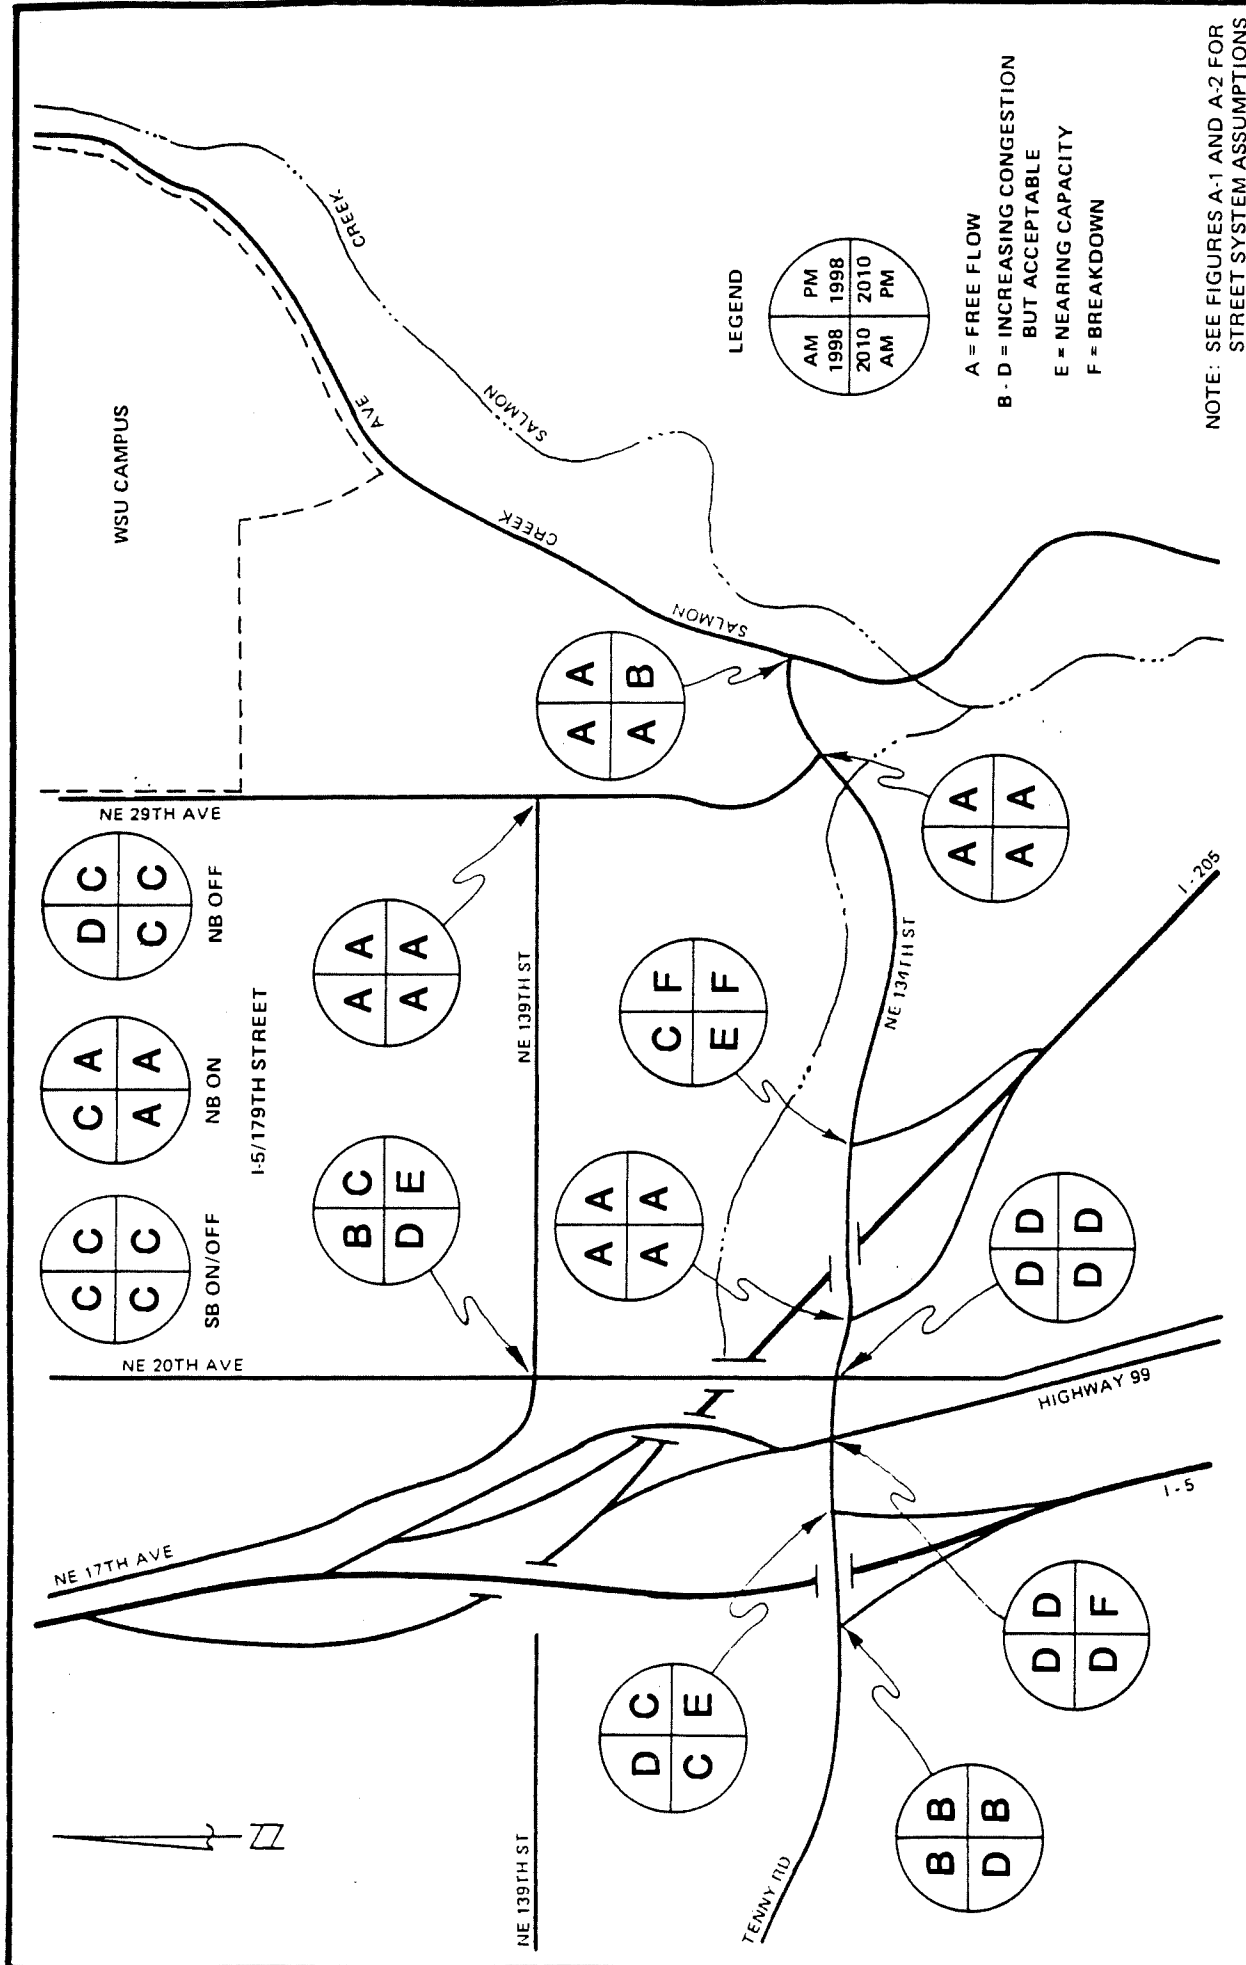 WSU CAMPUS
NE 29TH AVE
D C
C C
NB OFF
C A
A A
NB ON
C C
C C
SB ON/OFF
I-5/179TH STREET
NE 20TH AVE
NE 17TH AVE
A A
A A
B C
D E
NE 139TH ST
NE 139TH ST
A A
A B
C F
E F
A A
A A
A A
A A
D D
D D
D D
D F
D C
C E
B B
D B
NE 134TH ST
I-205
HIGHWAY 99
I-5
TENNY RD
SALMON
CREEK
AVE
SALMON
CREEK
LEGEND
AM PM
1998 1998
2010 2010
AM PM
A = FREE FLOW
B - D = INCREASING CONGESTION
BUT ACCEPTABLE
E = NEARING CAPACITY
F = BREAKDOWN
NOTE: SEE FIGURES A-1 AND A-2 FOR
STREET SYSTEM ASSUMPTIONS